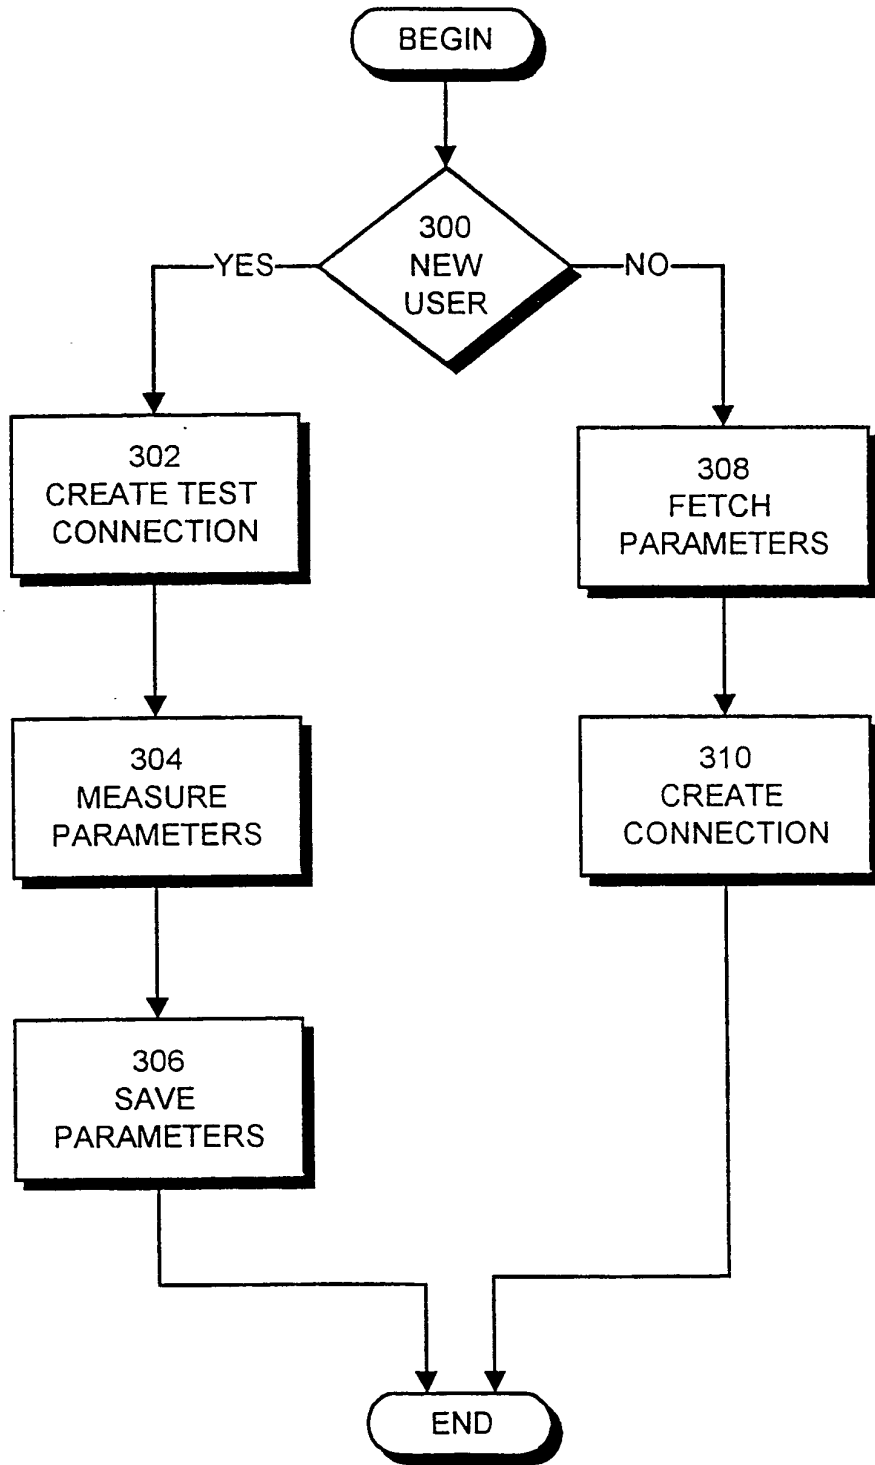 BEGIN
300
NEW
USER
YES
NO
302
CREATE TEST
CONNECTION
308
FETCH
PARAMETERS
304
MEASURE
PARAMETERS
310
CREATE
CONNECTION
306
SAVE
PARAMETERS
END